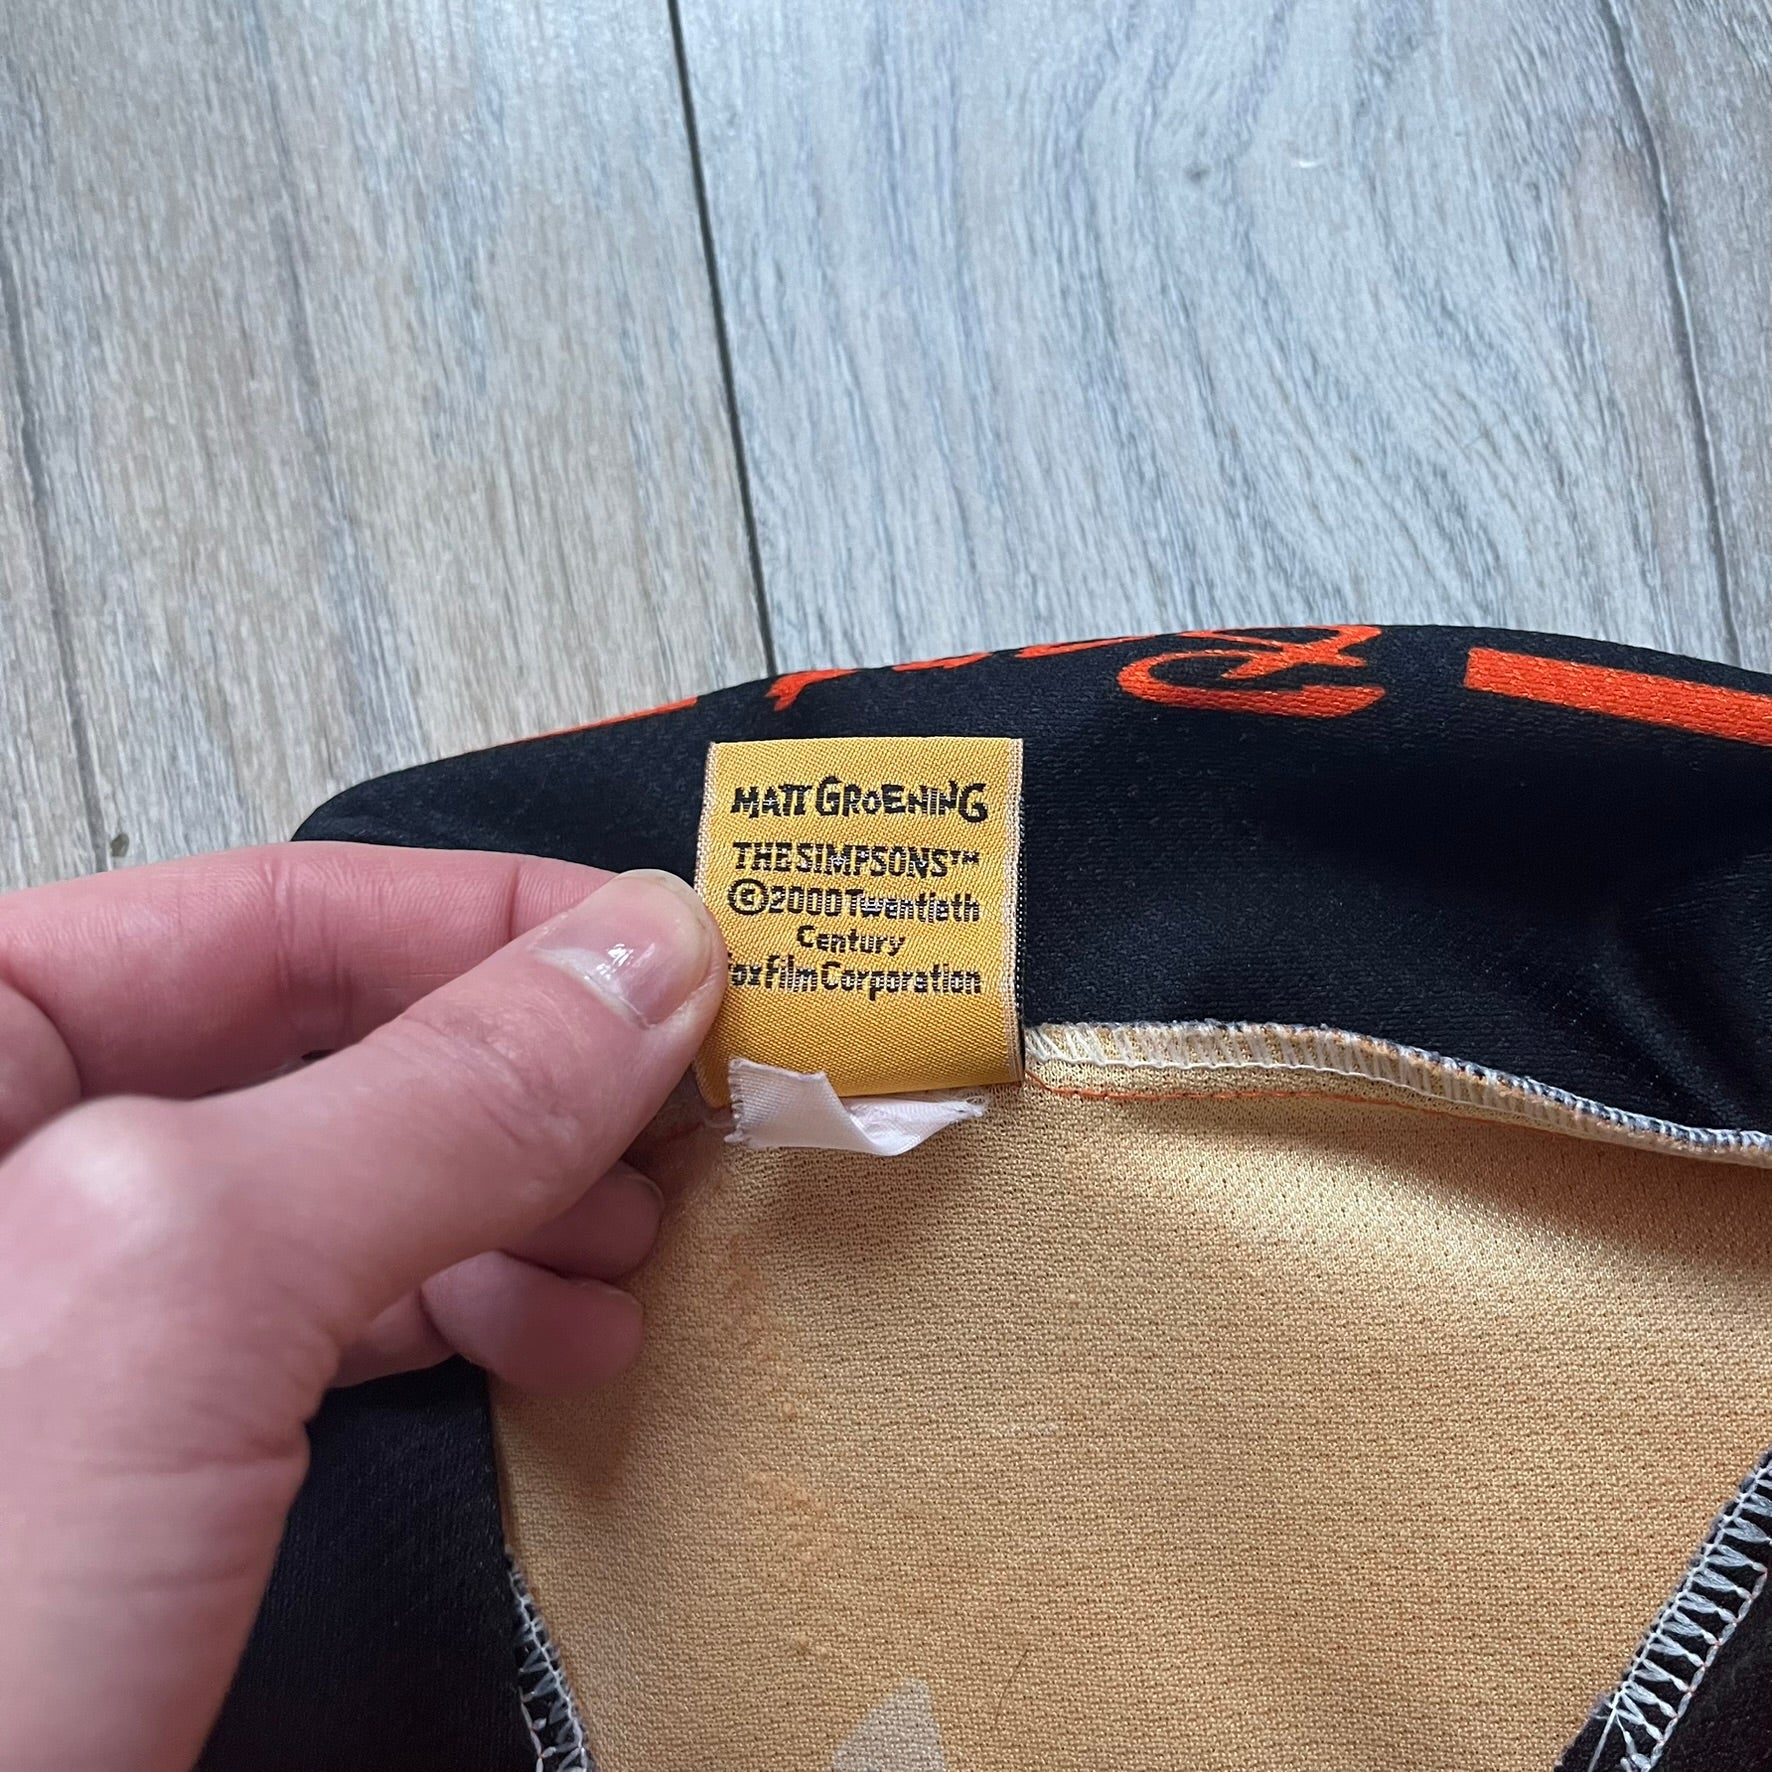 MATT GROENING
THE SIMPSONS™
©2000 Twentieth
Century
Fox Film Corporation